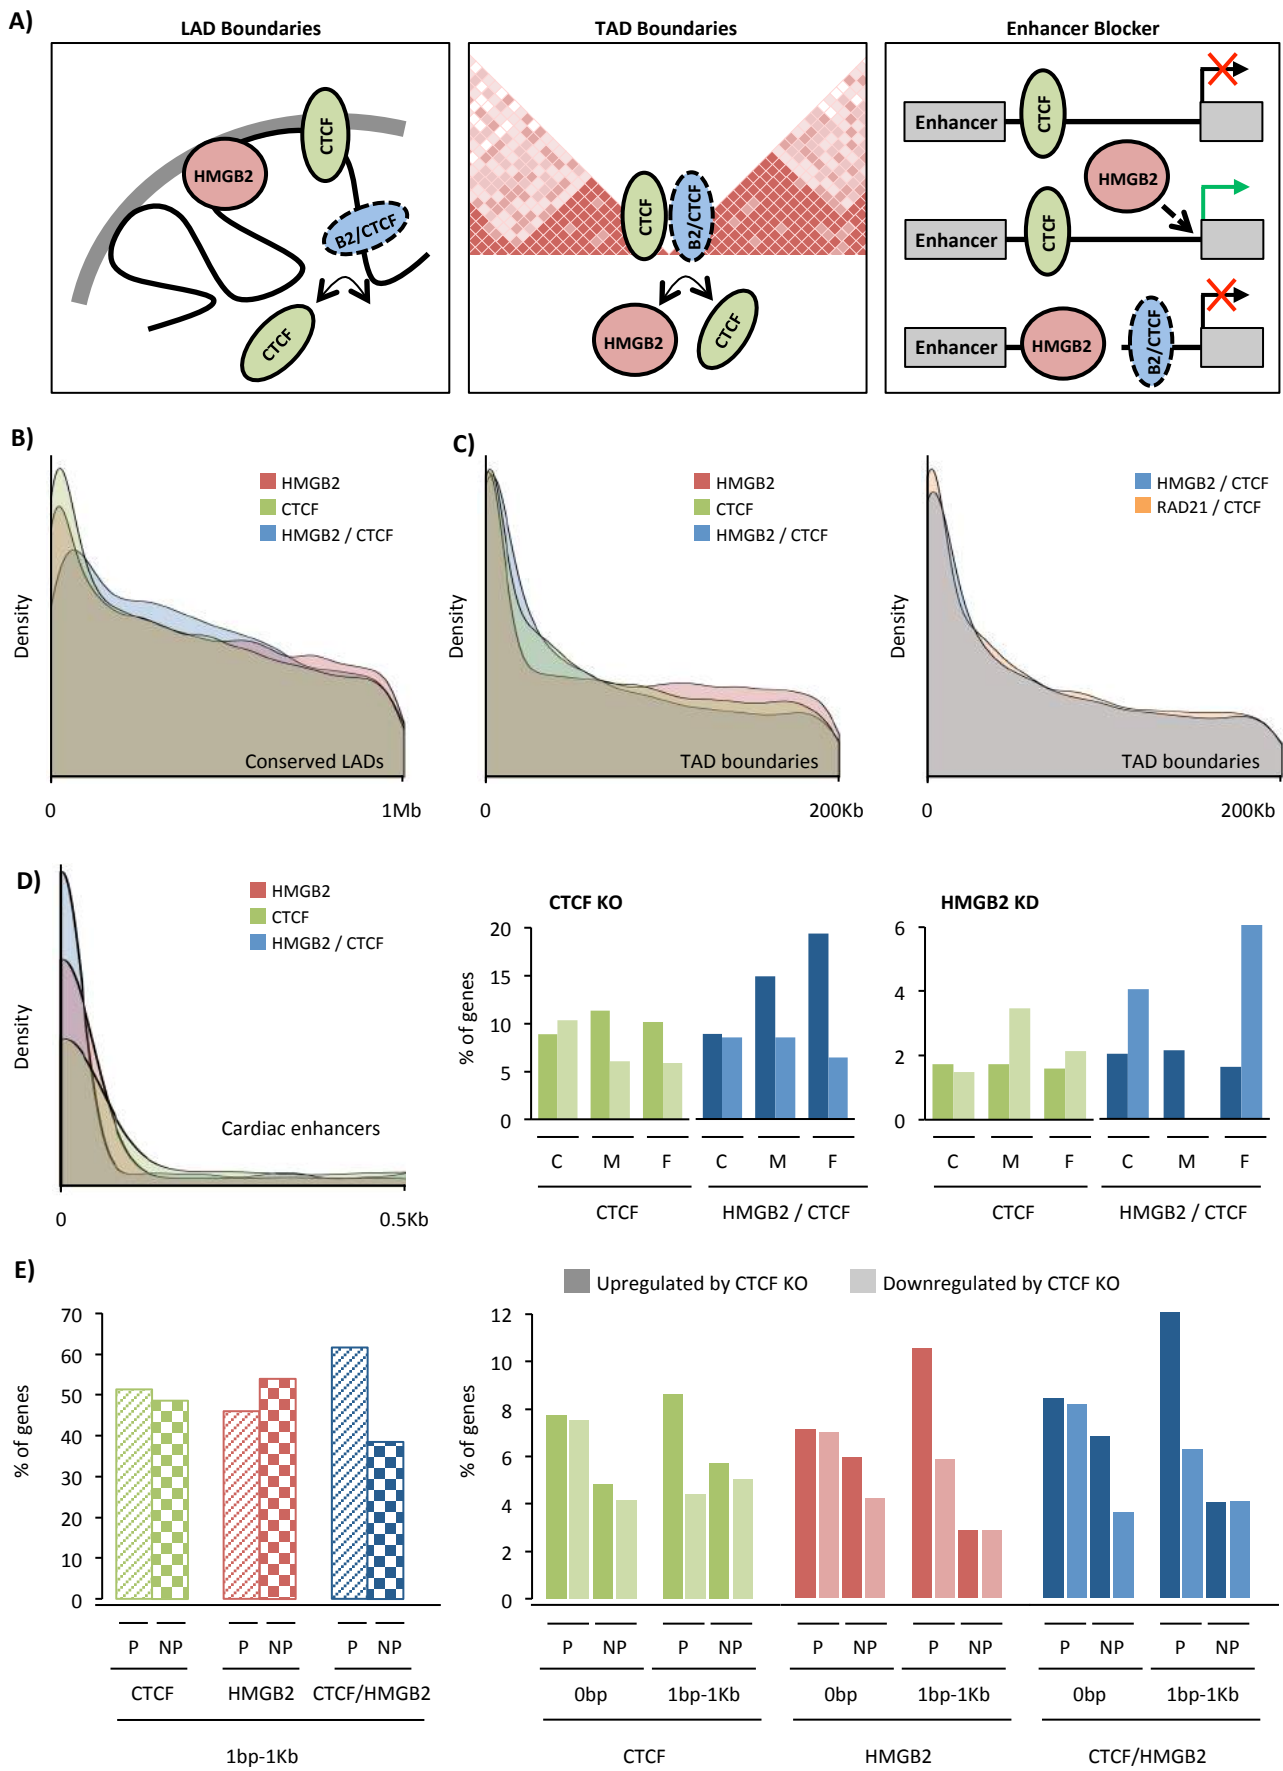 A)
LAD Boundaries
TAD Boundaries
Enhancer Blocker
CTCF
HMGB2
B2/CTCF
CTCF
CTCF
B2/CTCF
HMGB2
CTCF
Enhancer
CTCF
HMGB2
Enhancer
CTCF
Enhancer
HMGB2
B2/CTCF
B)
Density
HMGB2
CTCF
HMGB2 / CTCF
Conserved LADs
0
1Mb
C)
Density
HMGB2
CTCF
HMGB2 / CTCF
TAD boundaries
0
200Kb
Density
HMGB2 / CTCF
RAD21 / CTCF
TAD boundaries
0
200Kb
D)
Density
HMGB2
CTCF
HMGB2 / CTCF
Cardiac enhancers
0
0.5Kb
CTCF KO
% of genes
20
15
10
5
0
C M F C M F
CTCF HMGB2 / CTCF
HMGB2 KD
6
4
2
0
C M F C M F
CTCF HMGB2 / CTCF
E)
% of genes
70
60
50
40
30
20
10
0
P NP P NP P NP
CTCF HMGB2 CTCF/HMGB2
1bp-1Kb
Upregulated by CTCF KO Downregulated by CTCF KO
% of genes
12
10
8
6
4
2
0
P NP P NP P NP P NP P NP P NP
0bp 1bp-1Kb 0bp 1bp-1Kb 0bp 1bp-1Kb
CTCF HMGB2 CTCF/HMGB2